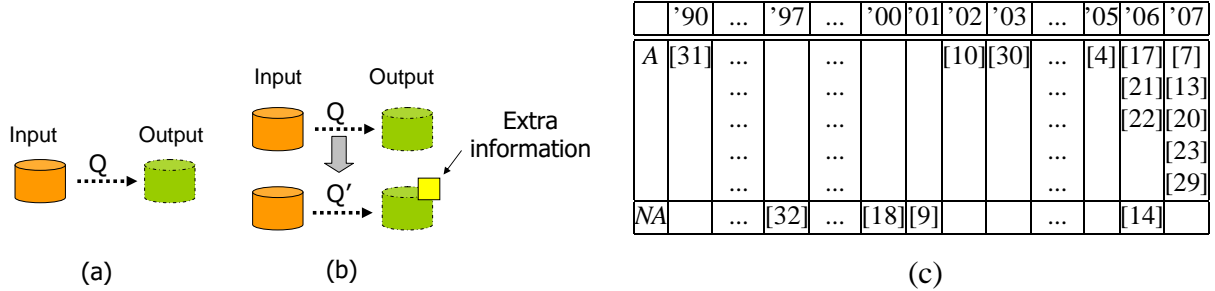 Input Output
Q
(a)
Input Output
Q
Q′
Extra
information
(b)
'90 ... '97 ... '00 '01 '02 '03 ... '05 '06 '07
A [31] ... ... [10] [30] ... [4] [17] [7]
... ... ... [21] [13]
... ... ... [22] [20]
... ... ... [23]
... ... ... [29]
NA ... [32] ... [18] [9] ... [14]
(c)